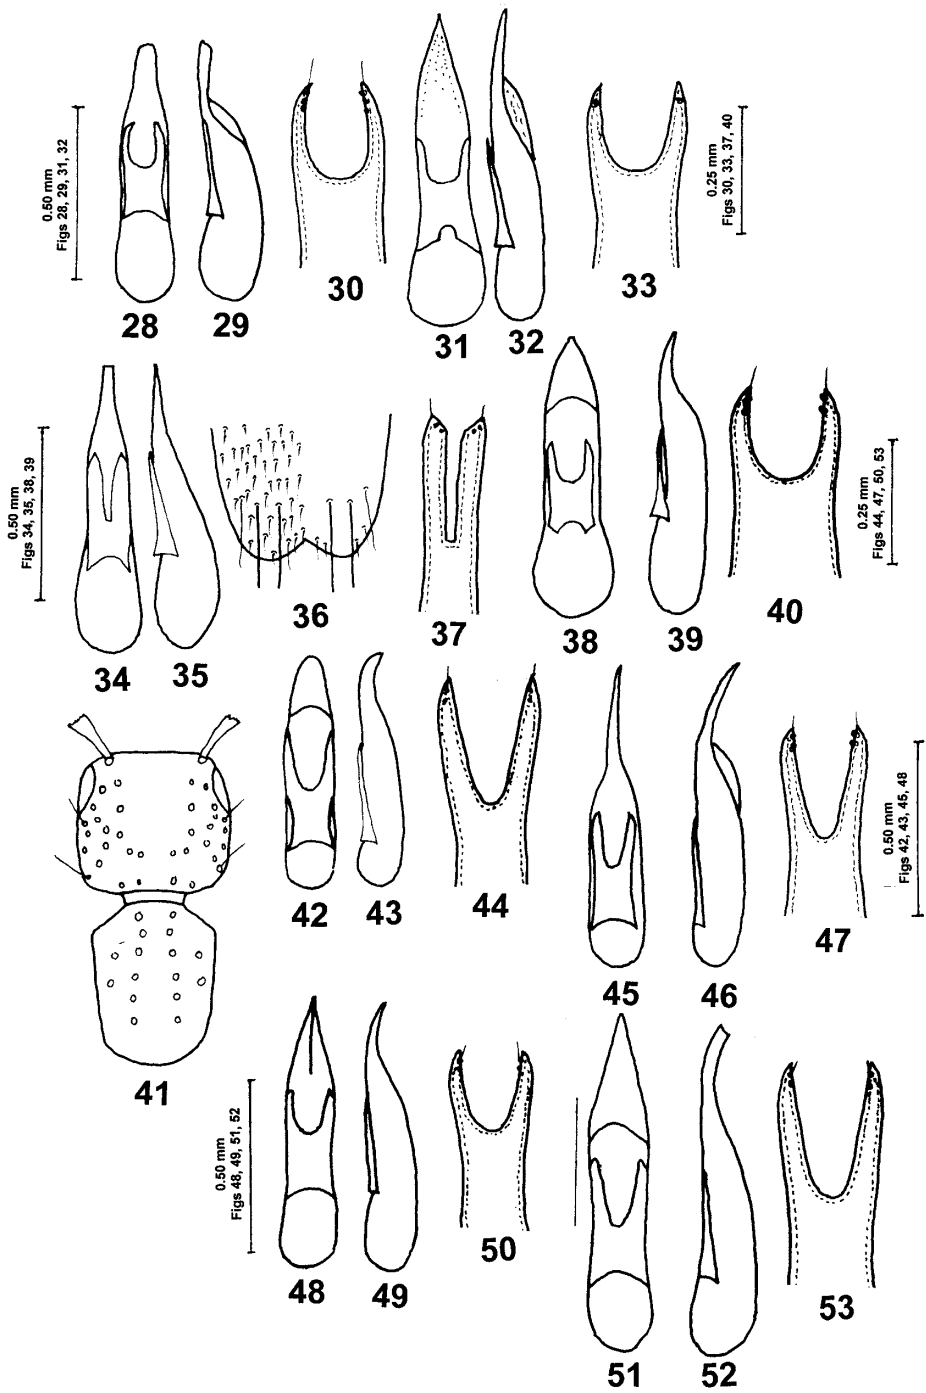 0.50 mm
Figs 28, 29, 31, 32
28
29
30
31
32
33
0.25 mm
Figs 30, 33, 37, 40
0.50 mm
Figs 34, 35, 38, 39
34
35
36
37
38
39
40
0.25 mm
Figs 44, 47, 50, 53
41
42
43
44
45
46
47
0.50 mm
Figs 42, 43, 45, 48
0.50 mm
Figs 48, 49, 51, 52
48
49
50
51
52
53